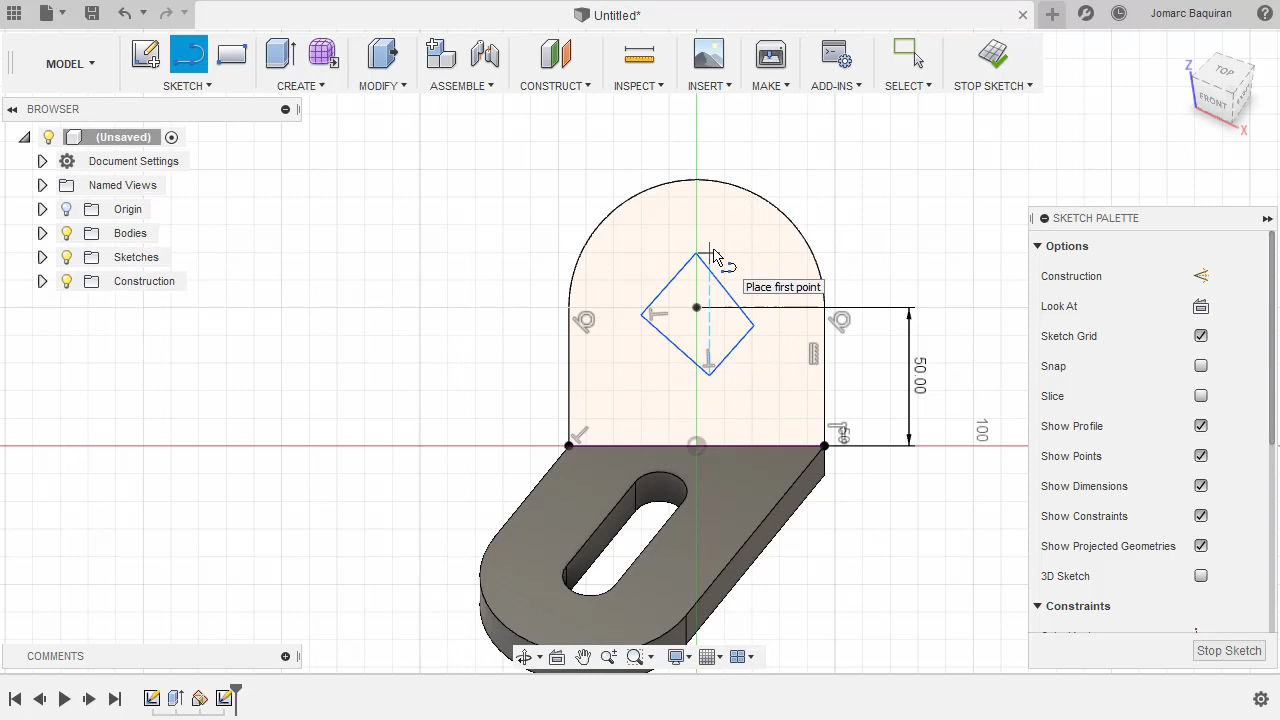 Untitled*
Jomarc Baquiran
MODEL
SKETCH
CREATE
MODIFY
ASSEMBLE
CONSTRUCT
INSPECT
INSERT
MAKE
ADD-INS
SELECT
STOP SKETCH
TOP
FRONT
Z
X
BROWSER
(Unsaved)
Document Settings
Named Views
Origin
Bodies
Sketches
Construction
Place first point
50.00
50
100
SKETCH PALETTE
Options
Construction
Look At
Sketch Grid
Snap
Slice
Show Profile
Show Points
Show Dimensions
Show Constraints
Show Projected Geometries
3D Sketch
Constraints
Stop Sketch
COMMENTS